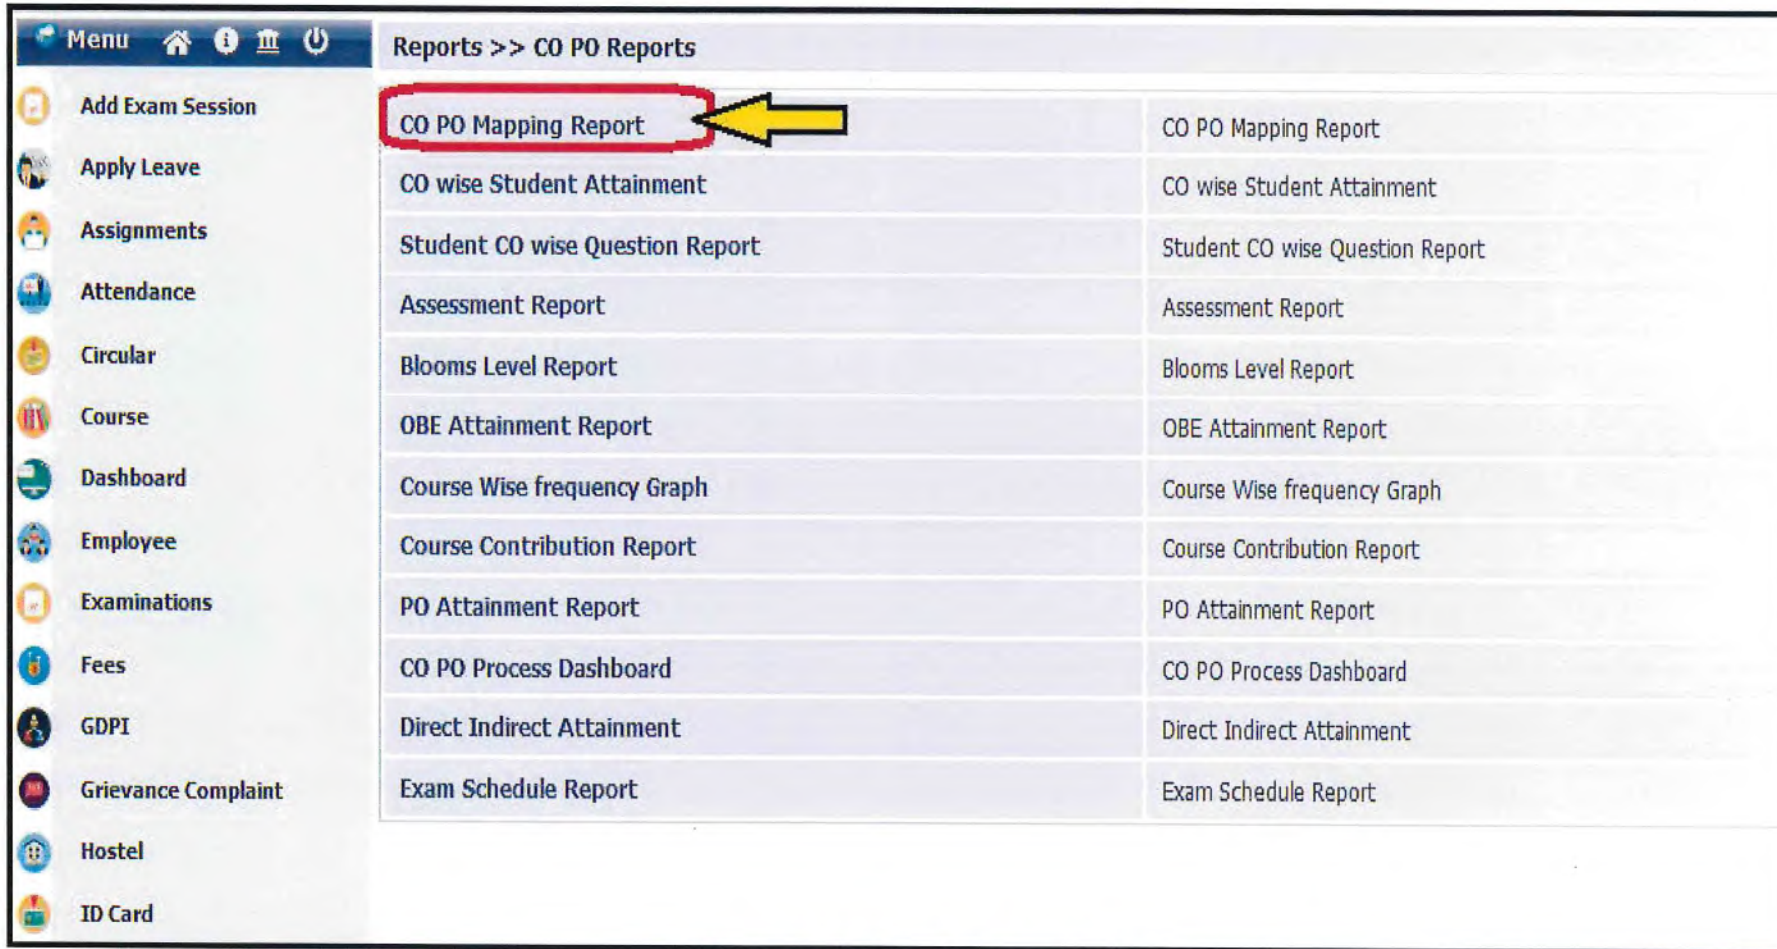 Menu
Reports >> CO PO Reports
Add Exam Session
Apply Leave
Assignments
Attendance
Circular
Course
Dashboard
Employee
Examinations
Fees
GDPI
Grievance Complaint
Hostel
ID Card
CO PO Mapping Report CO PO Mapping Report
CO wise Student Attainment CO wise Student Attainment
Student CO wise Question Report Student CO wise Question Report
Assessment Report Assessment Report
Blooms Level Report Blooms Level Report
OBE Attainment Report OBE Attainment Report
Course Wise frequency Graph Course Wise frequency Graph
Course Contribution Report Course Contribution Report
PO Attainment Report PO Attainment Report
CO PO Process Dashboard CO PO Process Dashboard
Direct Indirect Attainment Direct Indirect Attainment
Exam Schedule Report Exam Schedule Report